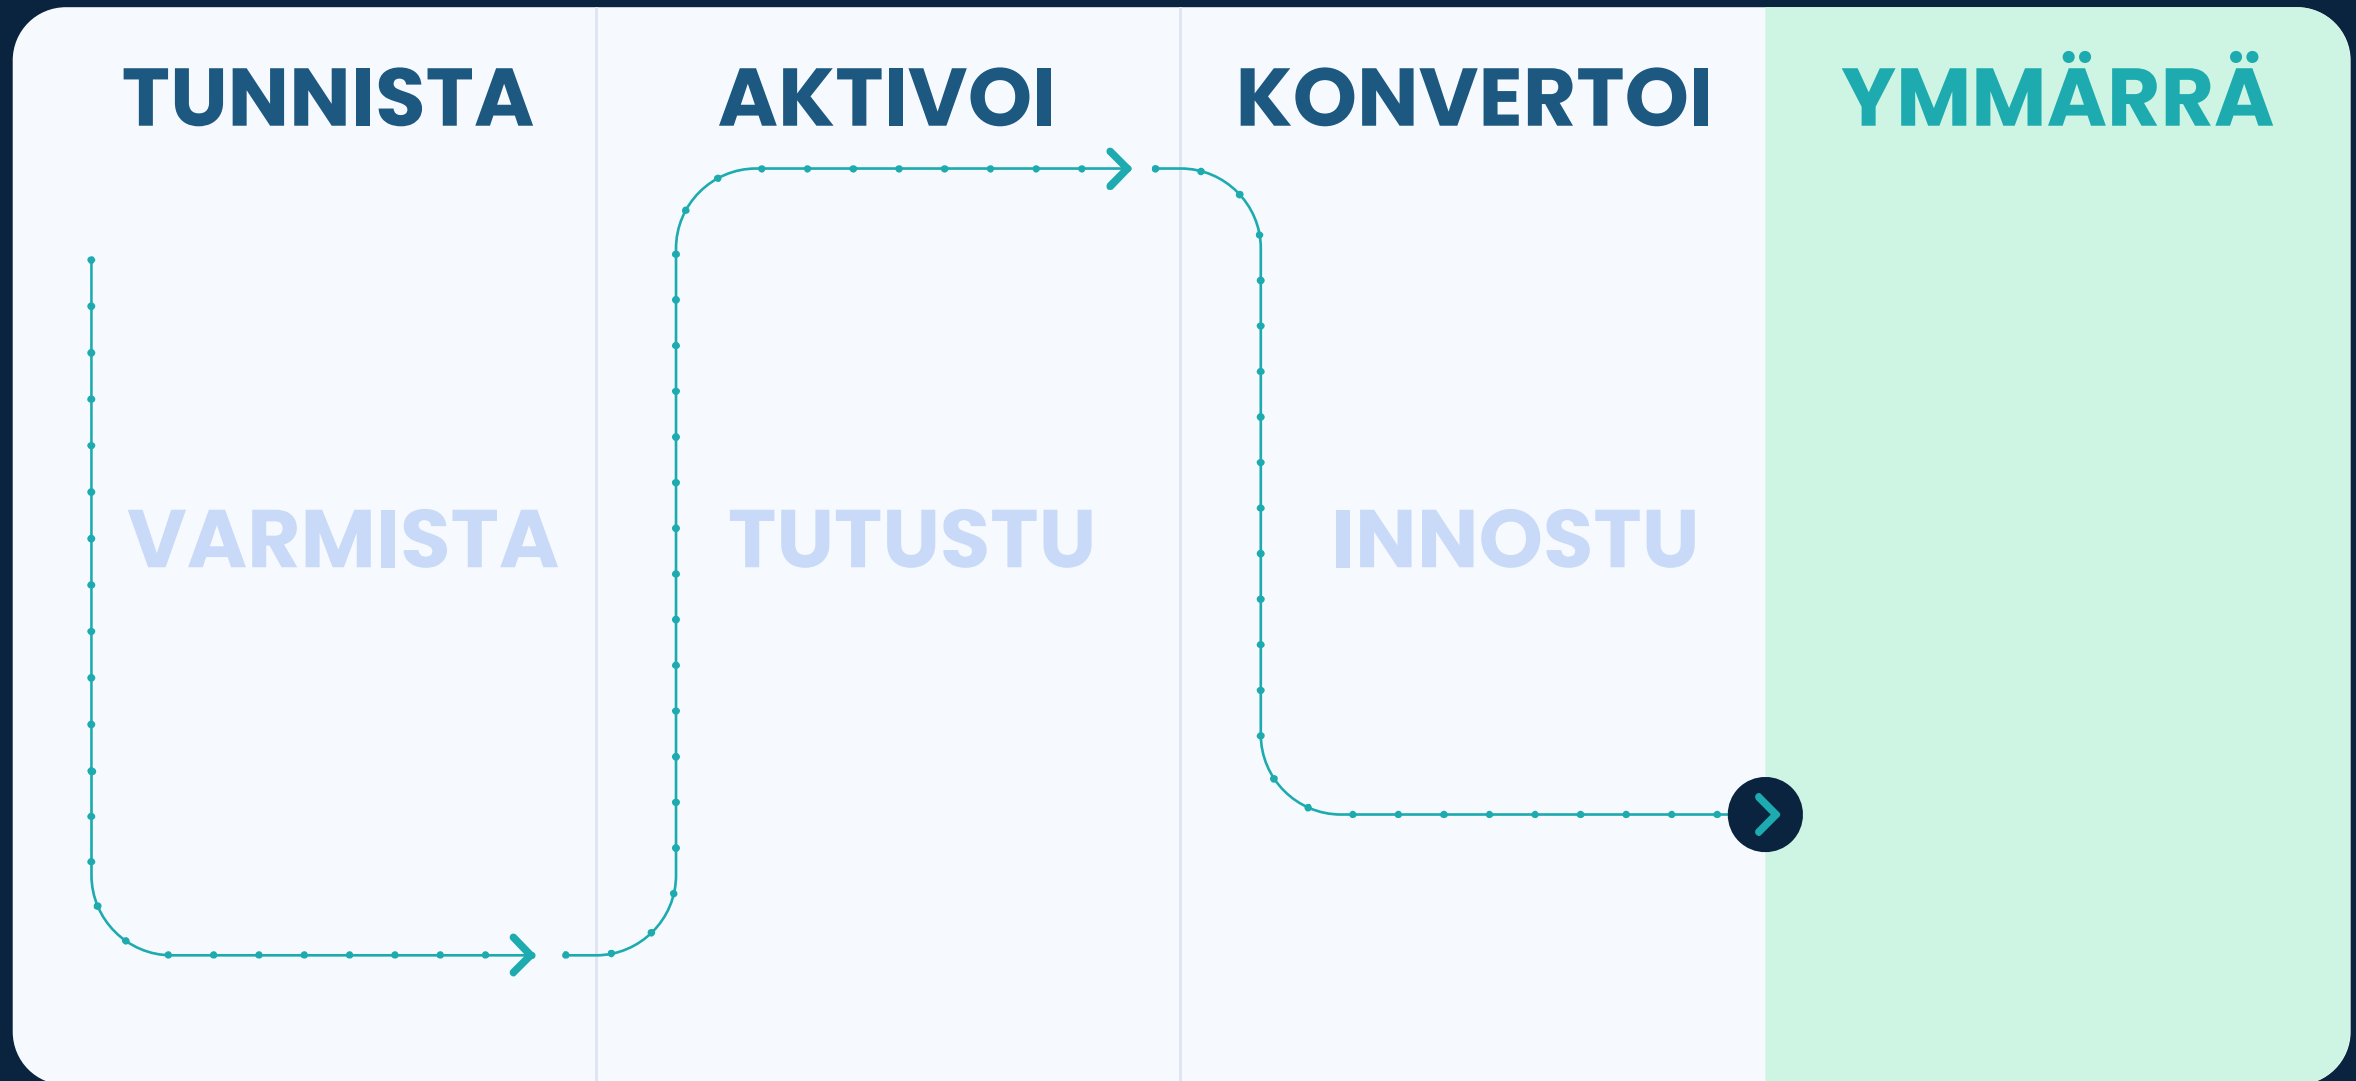 TUNNISTA
AKTIVOI
KONVERTOI
YMMÄRRÄ
VARMISTA
TUTUSTU
INNOSTU